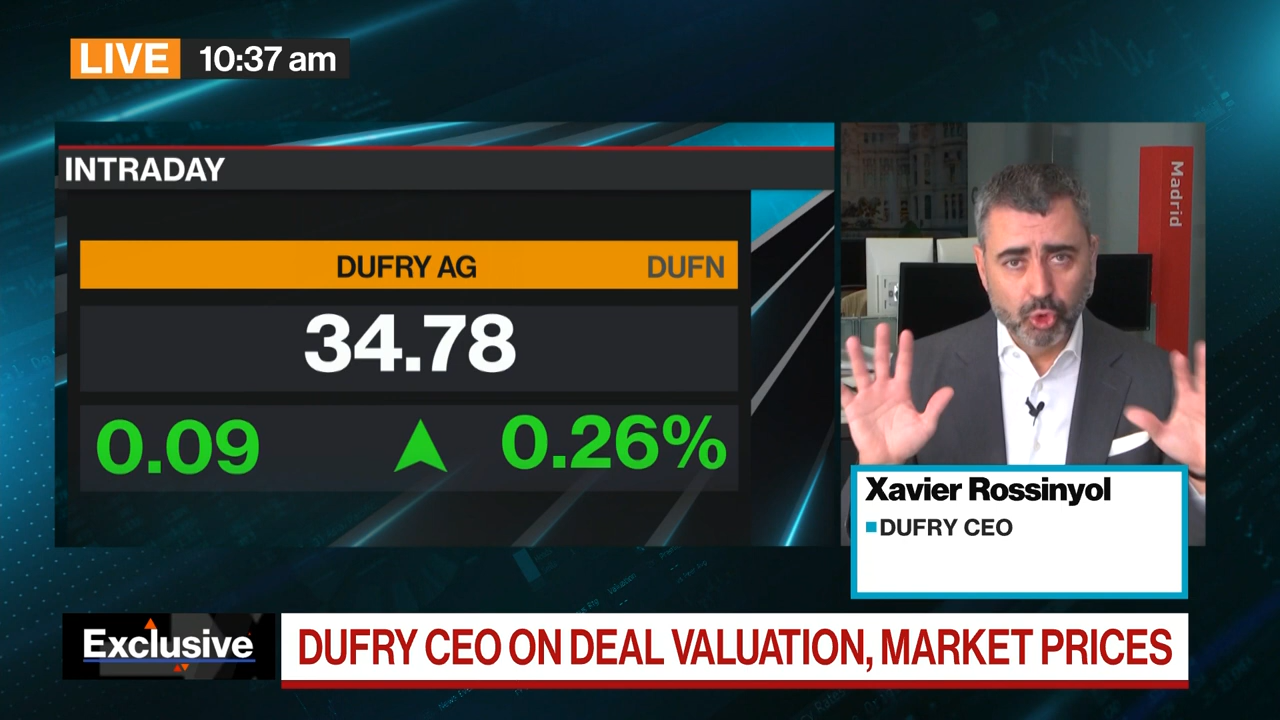 LIVE 10:37 am
INTRADAY
DUFRY AG DUFN
34.78
0.09 0.26%
Madrid
Xavier Rossinyol
DUFRY CEO
Exclusive
DUFRY CEO ON DEAL VALUATION, MARKET PRICES